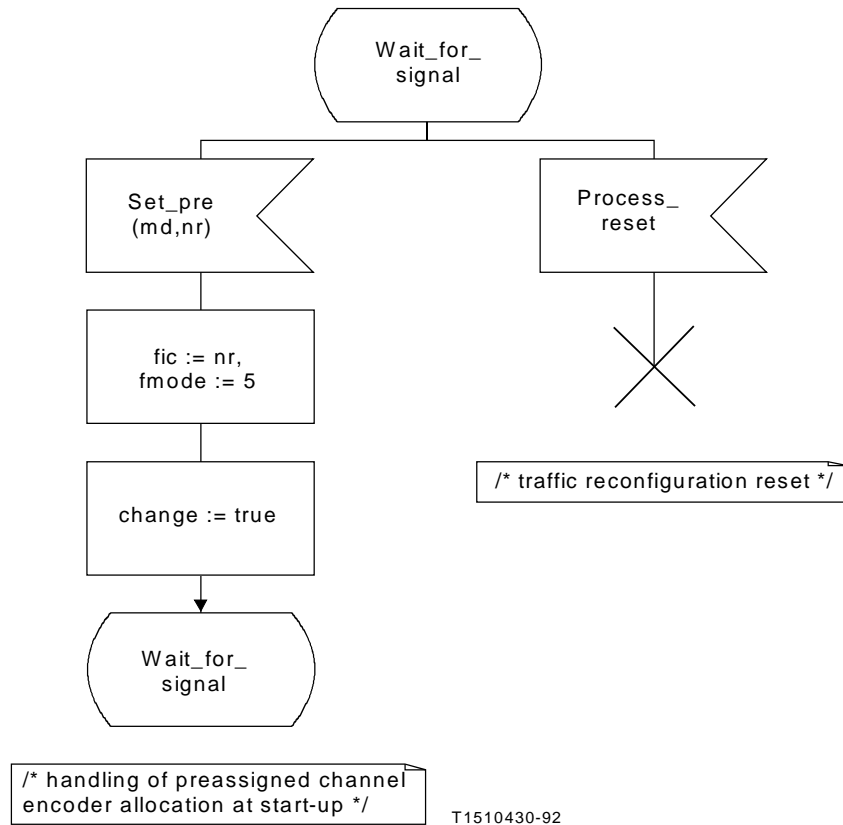 Wait_for_
signal
Set_pre
(md,nr)
Process_
reset
fic := nr,
fmode := 5
/* traffic reconfiguration reset */
change := true
Wait_for_
signal
/* handling of preassigned channel
encoder allocation at start-up */
T1510430-92